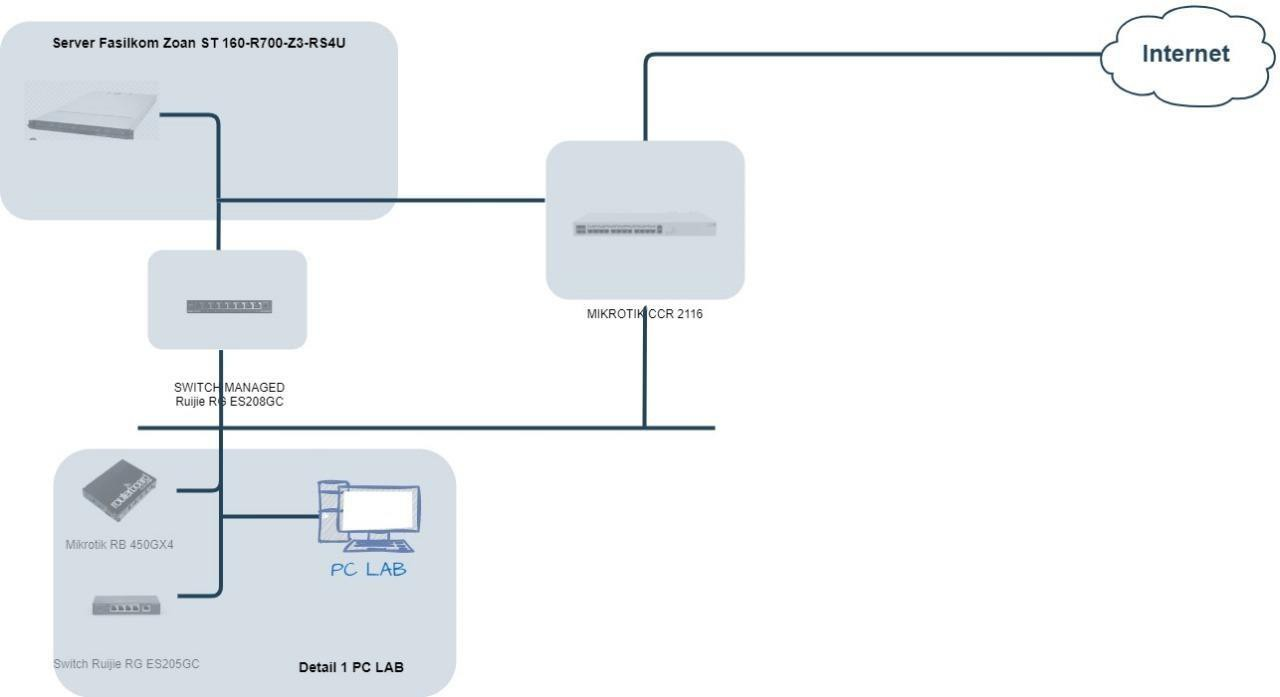 Server Fasilkom Zoan ST 160-R700-Z3-RS4U
Internet
MIKROTIK CCR 2116
SWITCH MANAGED
Ruijie RG ES208GC
routerboard
Mikrotik RB 450GX4
PC LAB
Switch Ruijie RG ES205GC
Detail 1 PC LAB